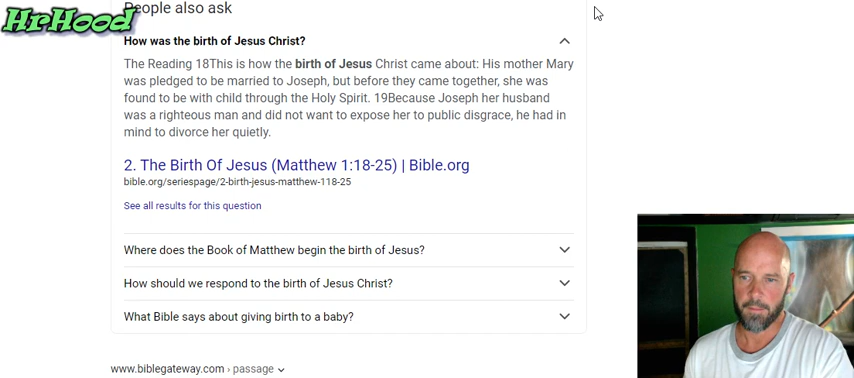 HrHood
People also ask
How was the birth of Jesus Christ?
The Reading 18This is how the birth of Jesus Christ came about: His mother Mary
was pledged to be married to Joseph, but before they came together, she was
found to be with child through the Holy Spirit. 19Because Joseph her husband
was a righteous man and did not want to expose her to public disgrace, he had in
mind to divorce her quietly.
2. The Birth Of Jesus (Matthew 1:18-25) | Bible.org
bible.org/seriespage/2-birth-jesus-matthew-118-25
See all results for this question
Where does the Book of Matthew begin the birth of Jesus?
How should we respond to the birth of Jesus Christ?
What Bible says about giving birth to a baby?
www.biblegateway.com › passage